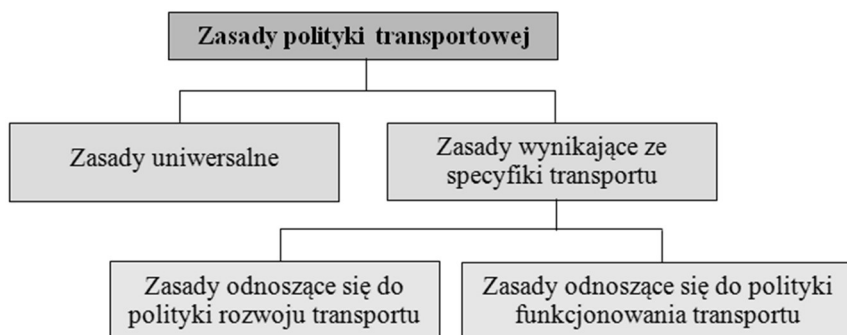 Zasady polityki transportowej
Zasady uniwersalne
Zasady wynikające ze
specyfiki transportu
Zasady odnoszące się do
polityki rozwoju transportu
Zasady odnoszące się do polityki
funkcjonowania transportu